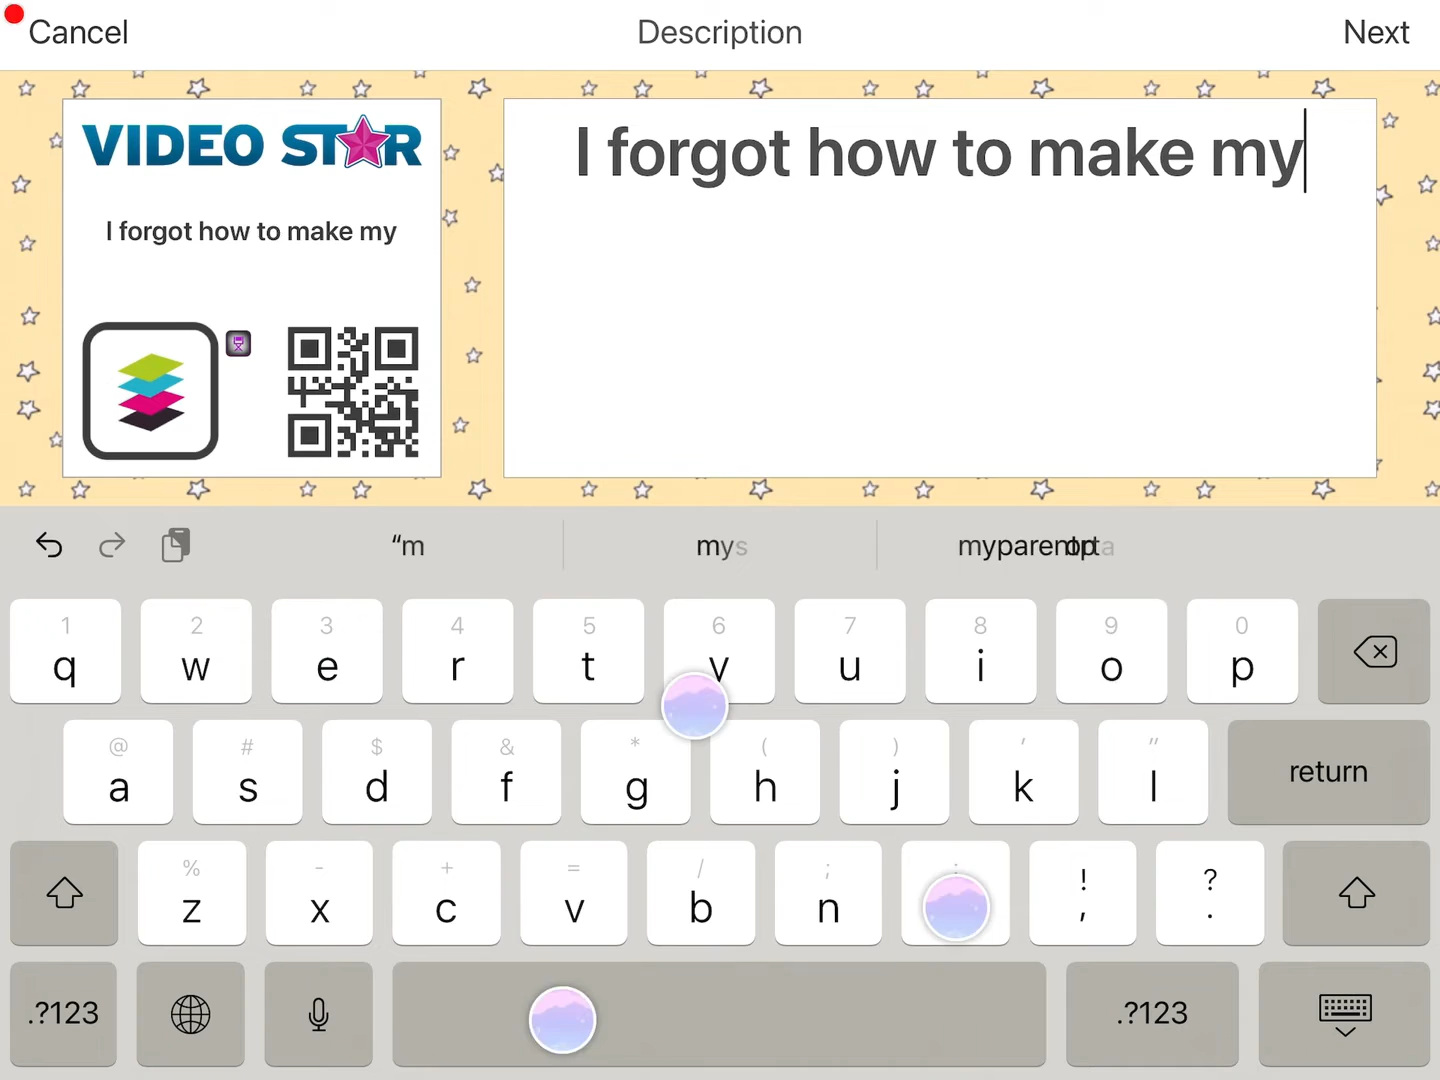 Cancel
Description
Next
VIDEO STAR
I forgot how to make my
I forgot how to make my
“m
mys
1 2 3 4 5 6 7 8 9 0
q w e r t y u i o p
@ # $ & * ( ) ' "
a s d f g h j k l
return
% - + = / ; : ! ?
z x c v b n , .
.?123
.?123